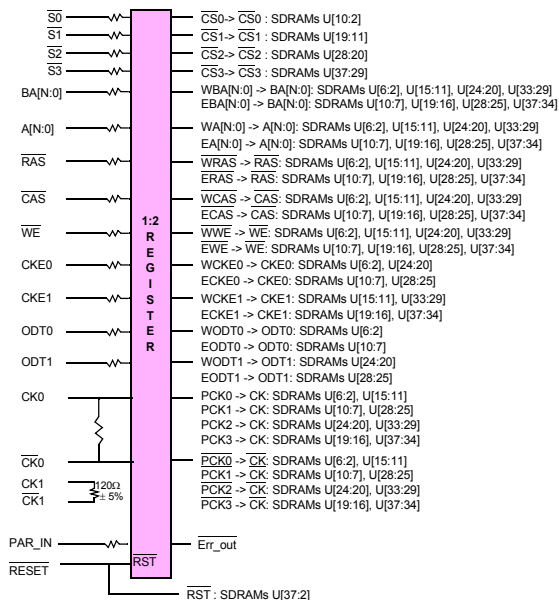 S0
CS0-> CS0 : SDRAMs U[10:2]
S1
CS1-> CS1 : SDRAMs U[19:11]
S2
CS2-> CS2 : SDRAMs U[28:20]
S3
CS3-> CS3 : SDRAMs U[37:29]
BA[N:0]
WBA[N:0] -> BA[N:0]: SDRAMs U[6:2], U[15:11], U[24:20], U[33:29]
EBA[N:0] -> BA[N:0]: SDRAMs U[10:7], U[19:16], U[28:25], U[37:34]
A[N:0]
WA[N:0] -> A[N:0]: SDRAMs U[6:2], U[15:11], U[24:20], U[33:29]
EA[N:0] -> A[N:0]: SDRAMs U[10:7], U[19:16], U[28:25], U[37:34]
RAS
WRAS -> RAS: SDRAMs U[6:2], U[15:11], U[24:20], U[33:29]
ERAS -> RAS: SDRAMs U[10:7], U[19:16], U[28:25], U[37:34]
CAS
WCAS -> CAS: SDRAMs U[6:2], U[15:11], U[24:20], U[33:29]
ECAS -> CAS: SDRAMs U[10:7], U[19:16], U[28:25], U[37:34]
WE
WWE -> WE: SDRAMs U[6:2], U[15:11], U[24:20], U[33:29]
EWE -> WE: SDRAMs U[10:7], U[19:16], U[28:25], U[37:34]
CKE0
WCKE0 -> CKE0: SDRAMs U[6:2], U[24:20]
ECKE0 -> CKE0: SDRAMs U[10:7], U[28:25]
CKE1
WCKE1 -> CKE1: SDRAMs U[15:11], U[33:29]
ECKE1 -> CKE1: SDRAMs U[19:16], U[37:34]
ODT0
WODT0 -> ODT0: SDRAMs U[6:2]
EODT0 -> ODT0: SDRAMs U[10:7]
ODT1
WODT1 -> ODT1: SDRAMs U[24:20]
EODT1 -> ODT1: SDRAMs U[28:25]
1:2
R
E
G
I
S
T
E
R
CK0
PCK0 -> CK: SDRAMs U[6:2], U[15:11]
PCK1 -> CK: SDRAMs U[10:7], U[28:25]
PCK2 -> CK: SDRAMs U[24:20], U[33:29]
PCK3 -> CK: SDRAMs U[19:16], U[37:34]
CK0
PCK0 -> CK: SDRAMs U[6:2], U[15:11]
PCK1 -> CK: SDRAMs U[10:7], U[28:25]
PCK2 -> CK: SDRAMs U[24:20], U[33:29]
PCK3 -> CK: SDRAMs U[19:16], U[37:34]
CK1
CK1
120Ω
± 5%
PAR_IN
Err_out
RESET
RST
RST : SDRAMs U[37:2]